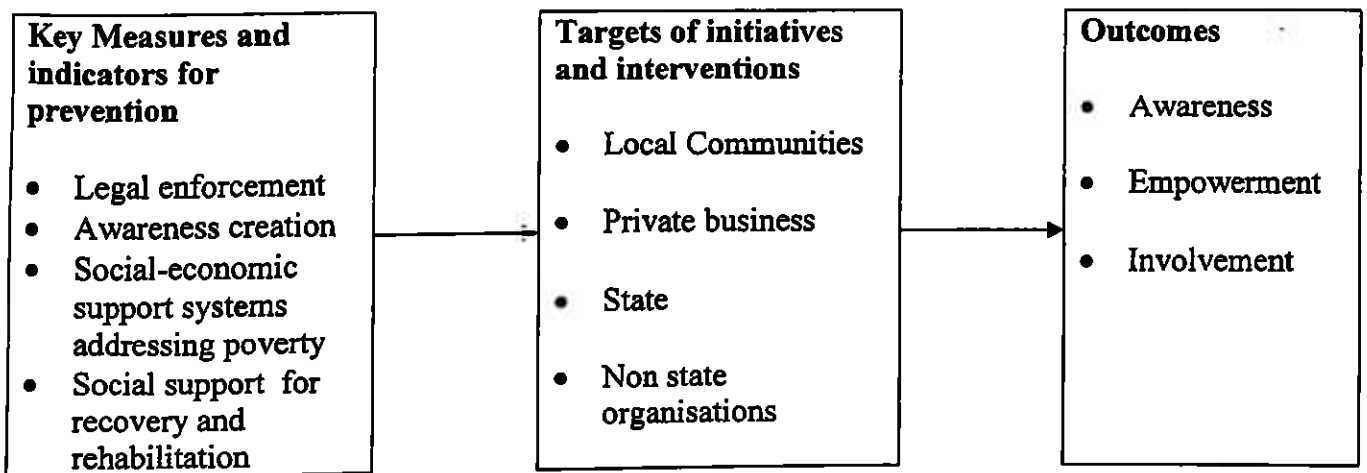 Key Measures and
indicators for
prevention
• Legal enforcement
• Awareness creation
• Social-economic
support systems
addressing poverty
• Social support for
recovery and
rehabilitation
Targets of initiatives
and interventions
• Local Communities
• Private business
• State
• Non state
organisations
Outcomes
• Awareness
• Empowerment
• Involvement